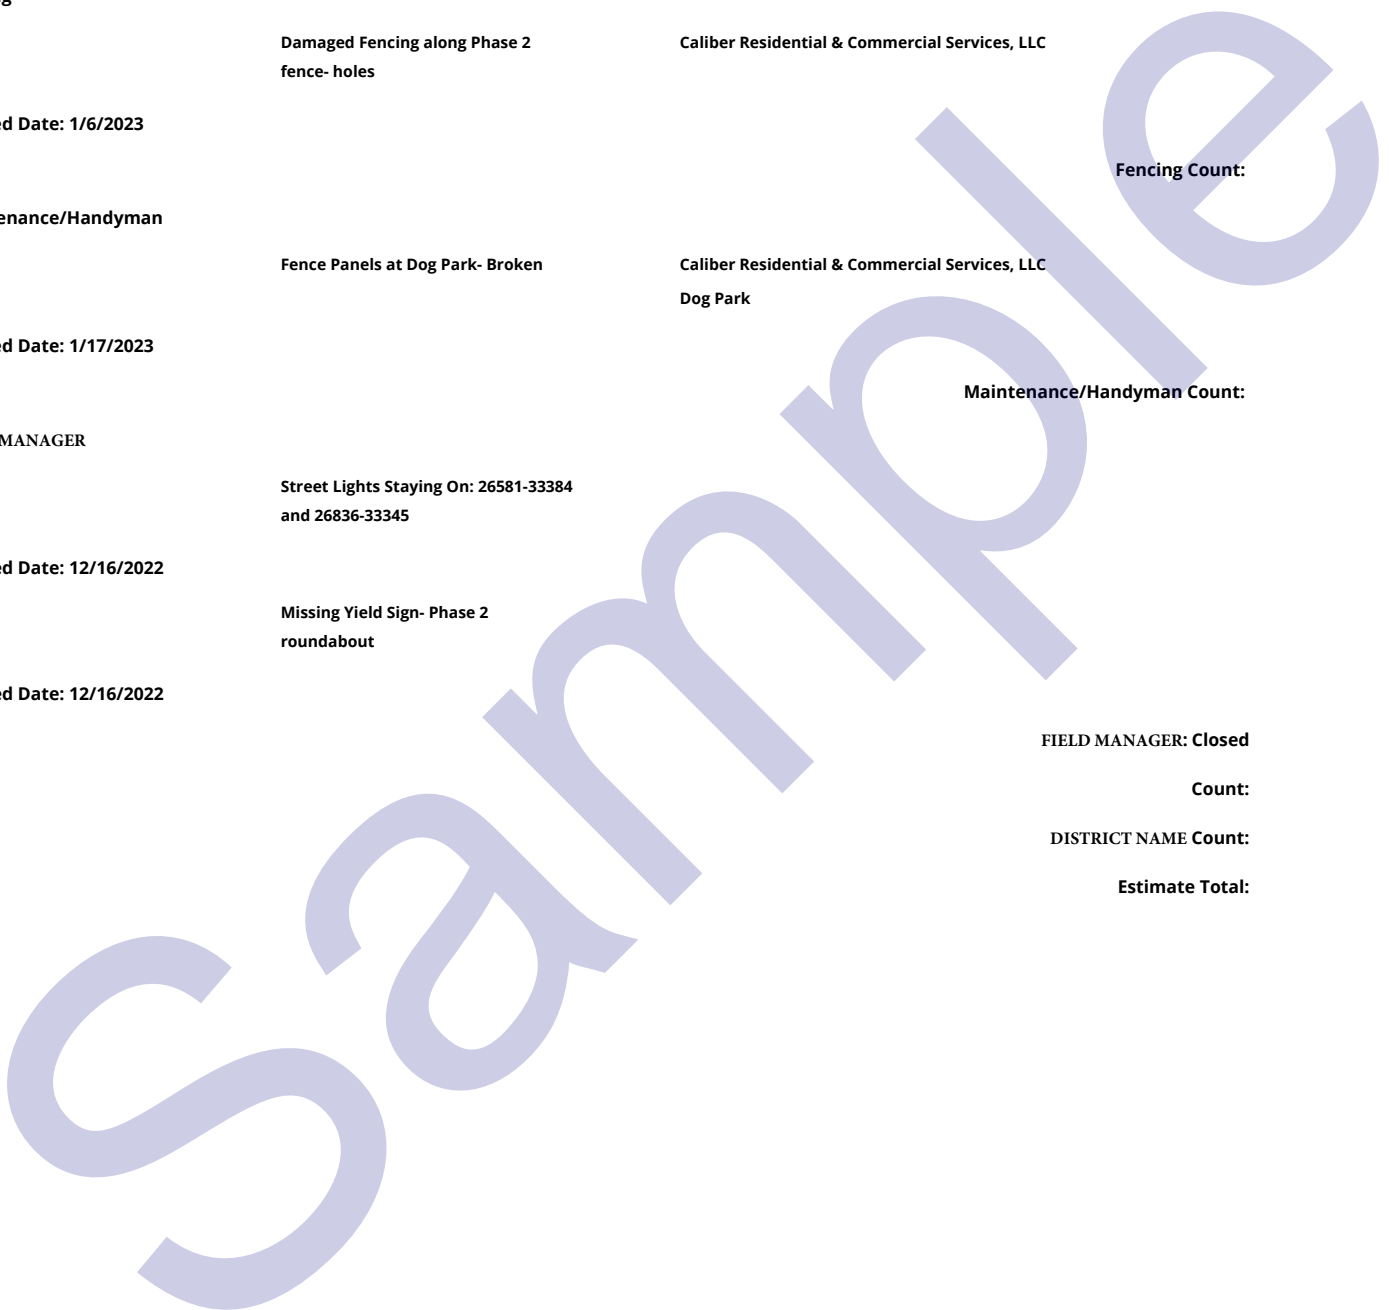 g
Damaged Fencing along Phase 2 Caliber Residential & Commercial Services, LLC
fence- holes
ed Date: 1/6/2023
Fencing Count:
enance/Handyman
Fence Panels at Dog Park- Broken Caliber Residential & Commercial Services, LLC
Dog Park
ed Date: 1/17/2023
Maintenance/Handyman Count:
MANAGER
Street Lights Staying On: 26581-33384
and 26836-33345
ed Date: 12/16/2022
Missing Yield Sign- Phase 2
roundabout
ed Date: 12/16/2022
FIELD MANAGER: Closed
Count:
DISTRICT NAME Count:
Estimate Total:
Sample